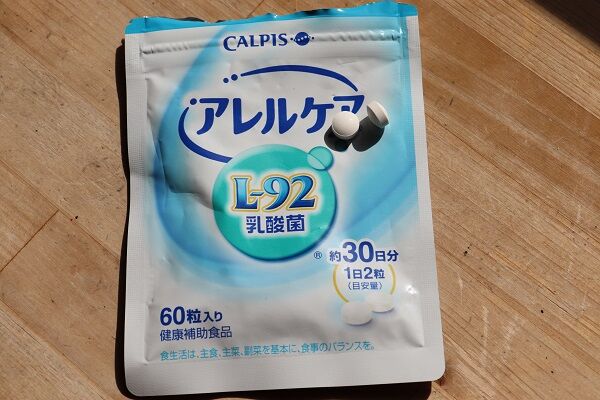 CALPIS
アレルケア
L-92
乳酸菌
®
約30日分
1日2粒
(目安量)
60粒入り
健康補助食品
食生活は、主食、主菜、副菜を基本に、食事のバランスを。